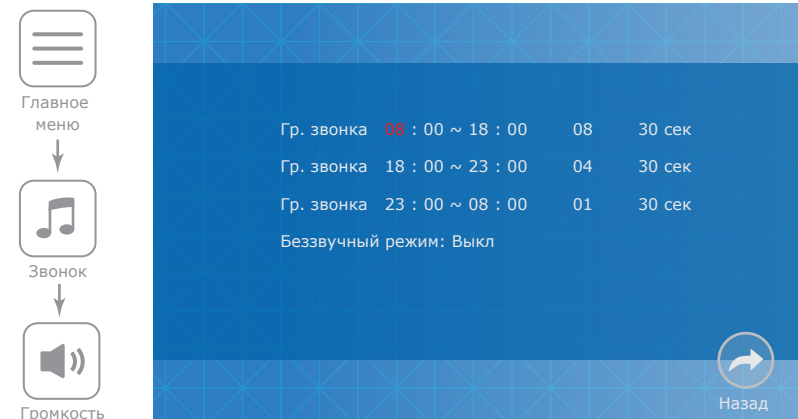 Главное
меню
Звонок
Громкость
Гр. звонка 08 : 00 ~ 18 : 00 08 30 сек
Гр. звонка 18 : 00 ~ 23 : 00 04 30 сек
Гр. звонка 23 : 00 ~ 08 : 00 01 30 сек
Беззвучный режим: Выкл
Назад